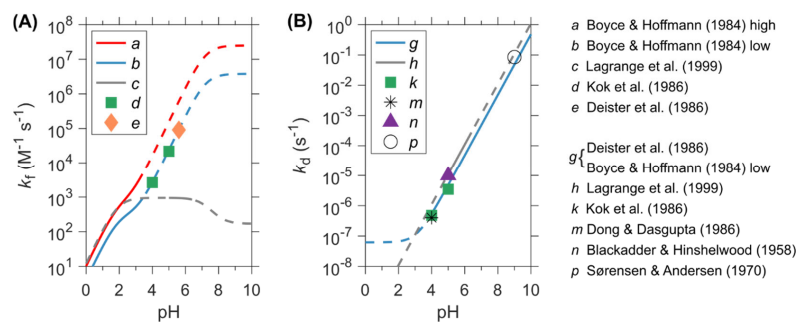 (A)
10^8
10^7
10^6
10^5
10^4
10^3
10^2
10^1
k_f (M^-1 s^-1)
a
b
c
d
e
0 2 4 6 8 10
pH
(B)
10^0
10^-1
10^-2
10^-3
10^-4
10^-5
10^-6
10^-7
10^-8
k_d (s^-1)
g
h
k
m
n
p
0 2 4 6 8 10
pH
a Boyce & Hoffmann (1984) high
b Boyce & Hoffmann (1984) low
c Lagrange et al. (1999)
d Kok et al. (1986)
e Deister et al. (1986)
g{ Deister et al. (1986)
Boyce & Hoffmann (1984) low
h Lagrange et al. (1999)
k Kok et al. (1986)
m Dong & Dasgupta (1986)
n Blackadder & Hinshelwood (1958)
p Sørensen & Andersen (1970)